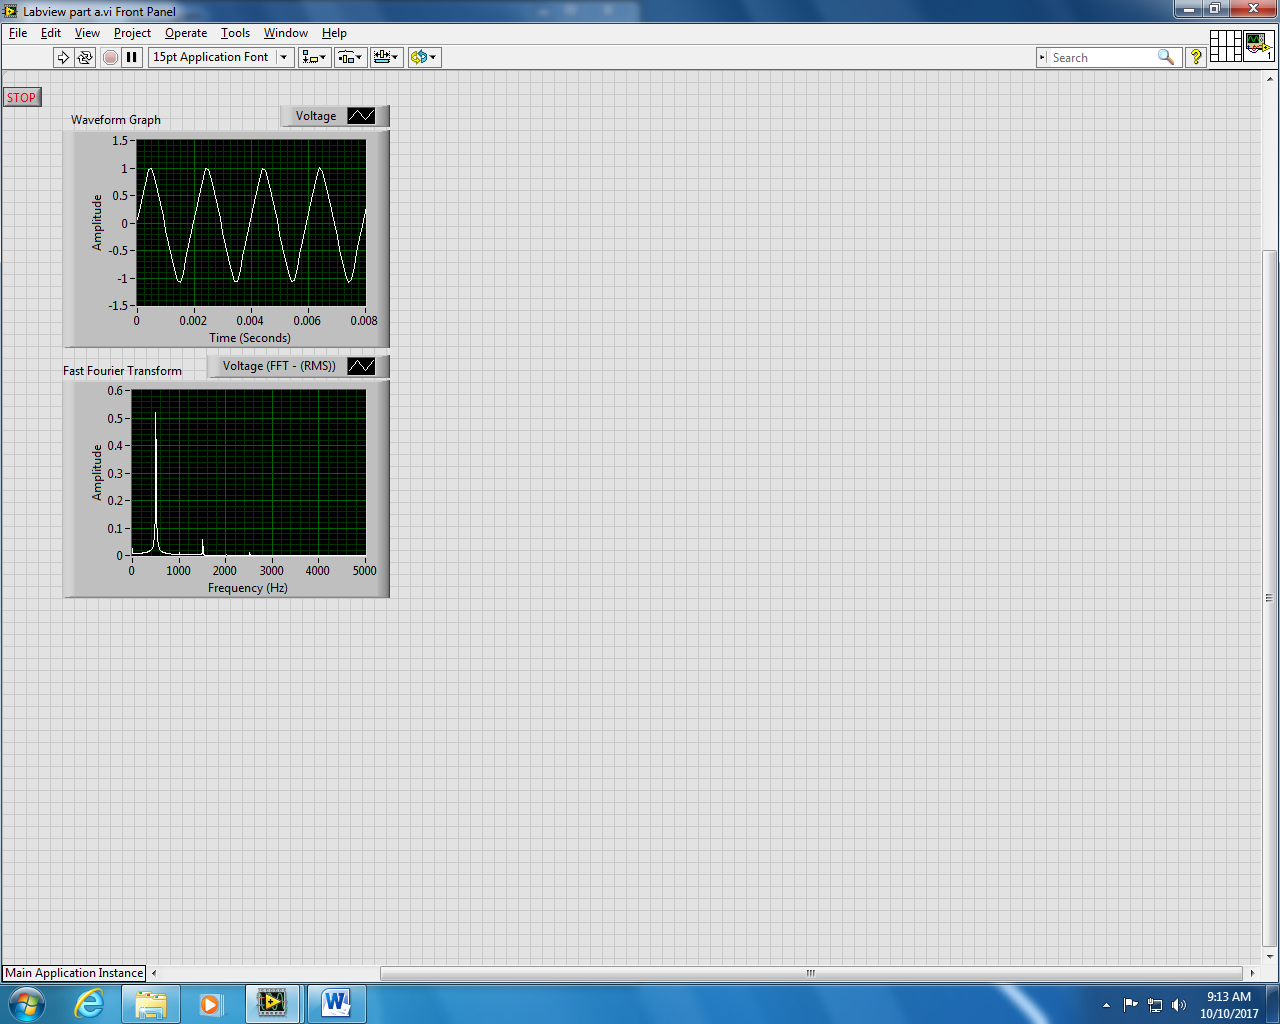 Labview part a.vi Front Panel
File Edit View Project Operate Tools Window Help
15pt Application Font
Search
?
1
STOP
Waveform Graph
Voltage
1.5
1
0.5
0
-0.5
-1
-1.5
Amplitude
0 0.002 0.004 0.006 0.008
Time (Seconds)
Fast Fourier Transform
Voltage (FFT - (RMS))
0.6
0.5
0.4
0.3
0.2
0.1
0
Amplitude
0 1000 2000 3000 4000 5000
Frequency (Hz)
Main Application Instance
W
9:13 AM
10/10/2017